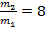 m₂/m₁ = 8